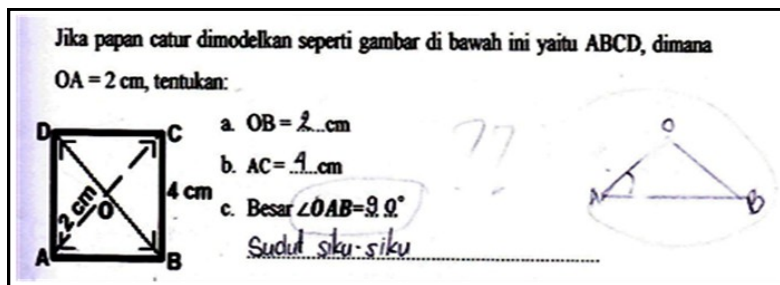 Jika papan catur dimodelkan seperti gambar di bawah ini yaitu ABCD, dimana
OA = 2 cm, tentukan:
D
C
a. OB = 2 cm
b. AC = 4 cm
4 cm
2 cm
O
c. Besar ∠OAB = 90°
A
B
Sudut siku-siku
??
O
A
B